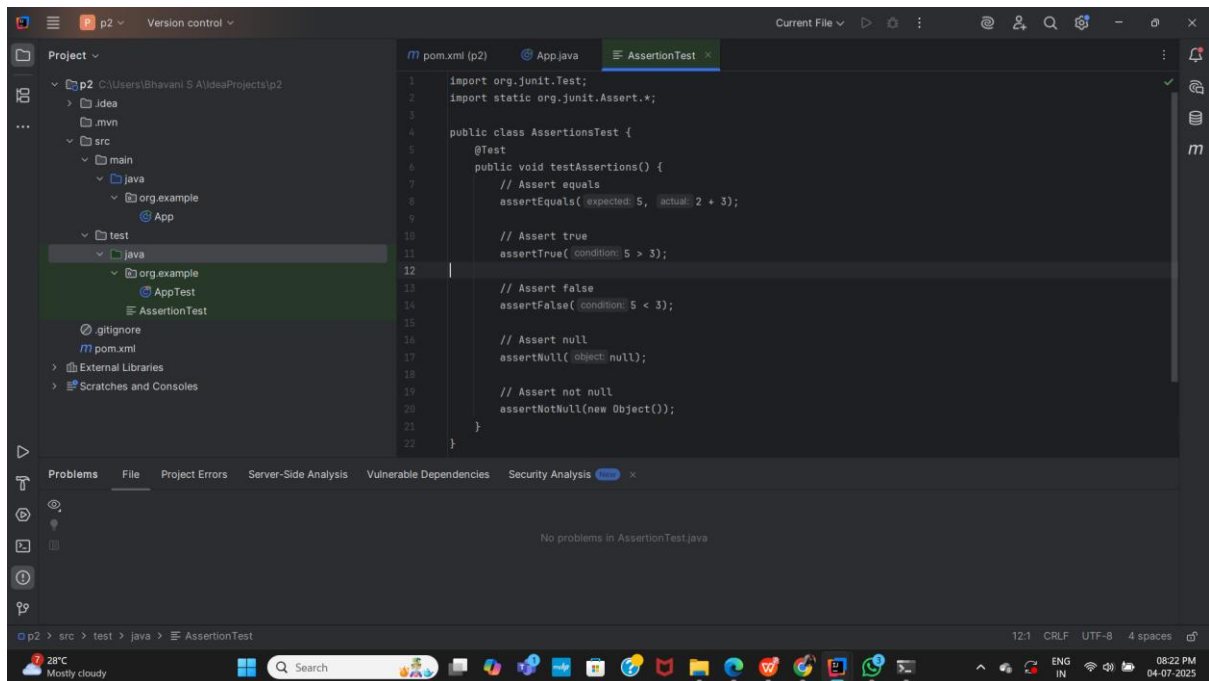 P p2 Version control Current File
Project
pom.xml (p2) App.java AssertionTest
p2 C:\Users\Bhavani S A\IdeaProjects\p2
.idea
.mvn
src
main
java
org.example
App
test
java
org.example
AppTest
AssertionTest
.gitignore
m pom.xml
External Libraries
Scratches and Consoles
1 import org.junit.Test;
2 import static org.junit.Assert.*;
3
4 public class AssertionsTest {
5 @Test
6 public void testAssertions() {
7 // Assert equals
8 assertEquals( expected: 5, actual: 2 + 3);
9
10 // Assert true
11 assertTrue( condition: 5 > 3);
12
13 // Assert false
14 assertFalse( condition: 5 < 3);
15
16 // Assert null
17 assertNull( object: null);
18
19 // Assert not null
20 assertNotNull(new Object());
21 }
22 }
m
Problems File Project Errors Server-Side Analysis Vulnerable Dependencies Security Analysis New
No problems in AssertionTest.java
p2 > src > test > java > AssertionTest 12:1 CRLF UTF-8 4 spaces
7 28°C
Mostly cloudy
Search
3
ENG
IN
08:22 PM
04-07-2025